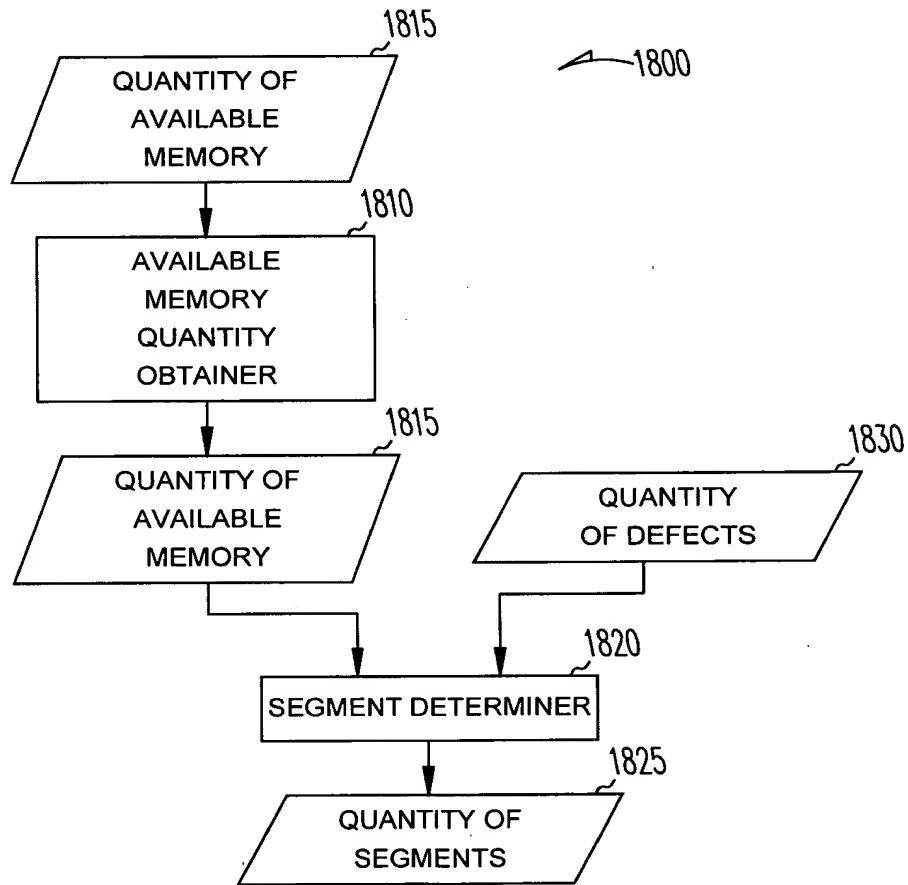 1815
1800
QUANTITY OF
AVAILABLE
MEMORY
1810
AVAILABLE
MEMORY
QUANTITY
OBTAINER
1815
QUANTITY OF
AVAILABLE
MEMORY
1830
QUANTITY
OF DEFECTS
1820
SEGMENT DETERMINER
1825
QUANTITY OF
SEGMENTS